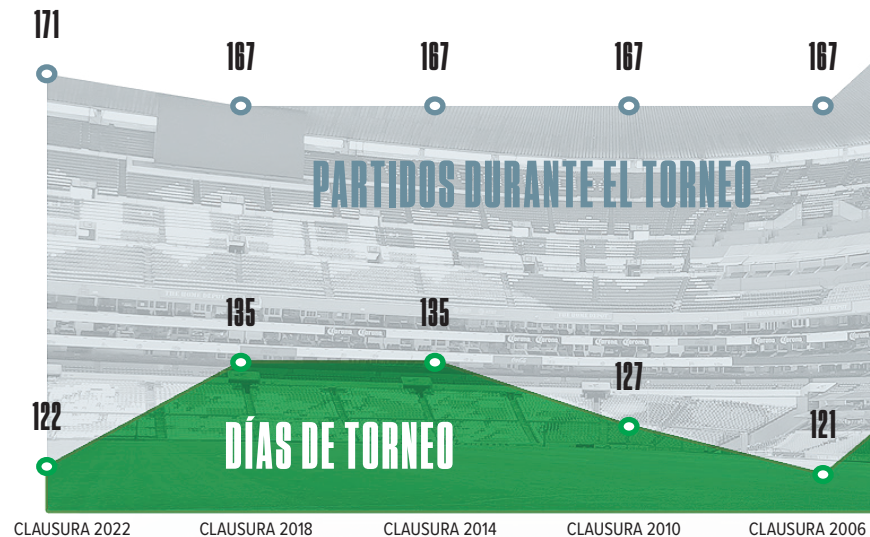 171
167
167
167
167
PARTIDOS DURANTE EL TORNEO
135
135
127
122
121
DÍAS DE TORNEO
CLAUSURA 2022
CLAUSURA 2018
CLAUSURA 2014
CLAUSURA 2010
CLAUSURA 2006